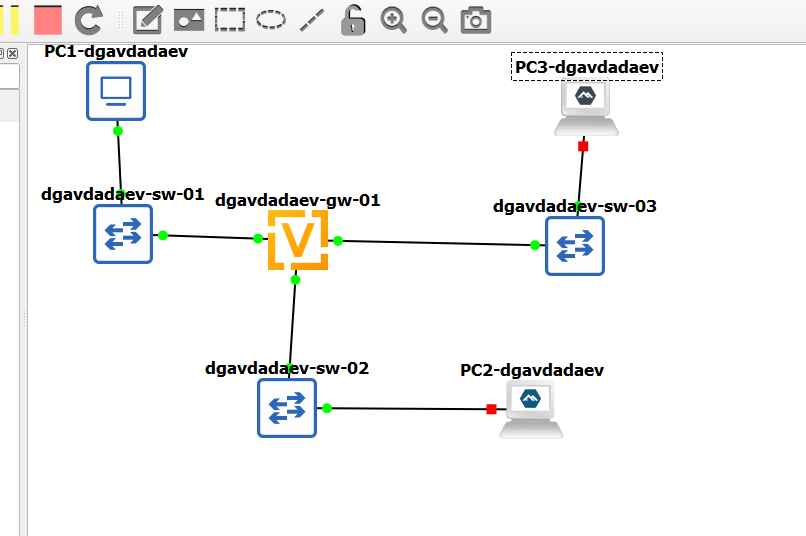 PC1-dgavdadaev
PC3-dgavdadaev
dgavdadaev-sw-01
dgavdadaev-gw-01
V
dgavdadaev-sw-03
dgavdadaev-sw-02
PC2-dgavdadaev